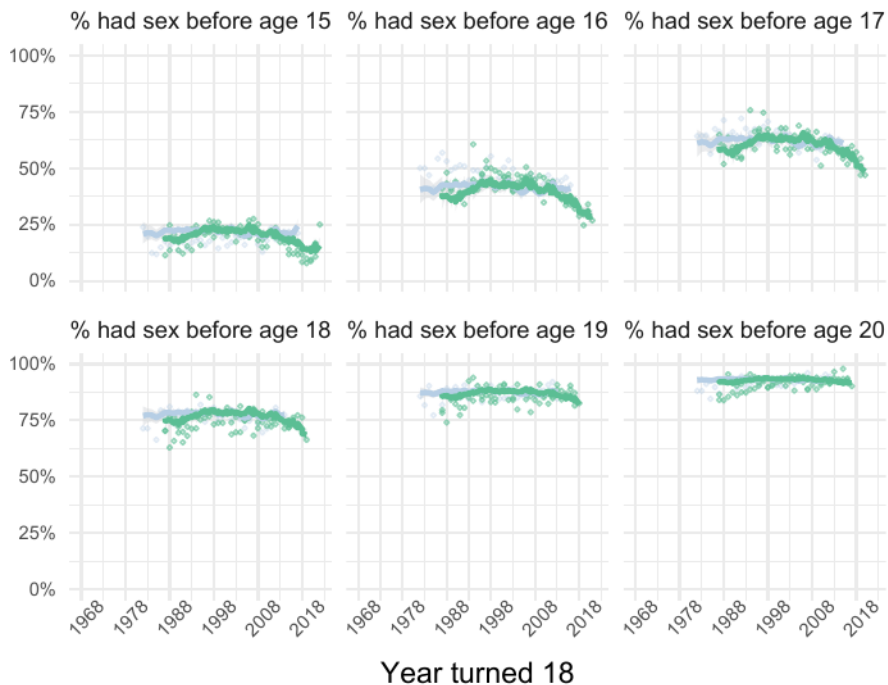 % had sex before age 15 % had sex before age 16 % had sex before age 17
100%
75%
50%
25%
0%
% had sex before age 18 % had sex before age 19 % had sex before age 20
100%
75%
50%
25%
0%
1968 1978 1988 1998 2008 2018 1968 1978 1988 1998 2008 2018 1968 1978 1988 1998 2008 2018
Year turned 18